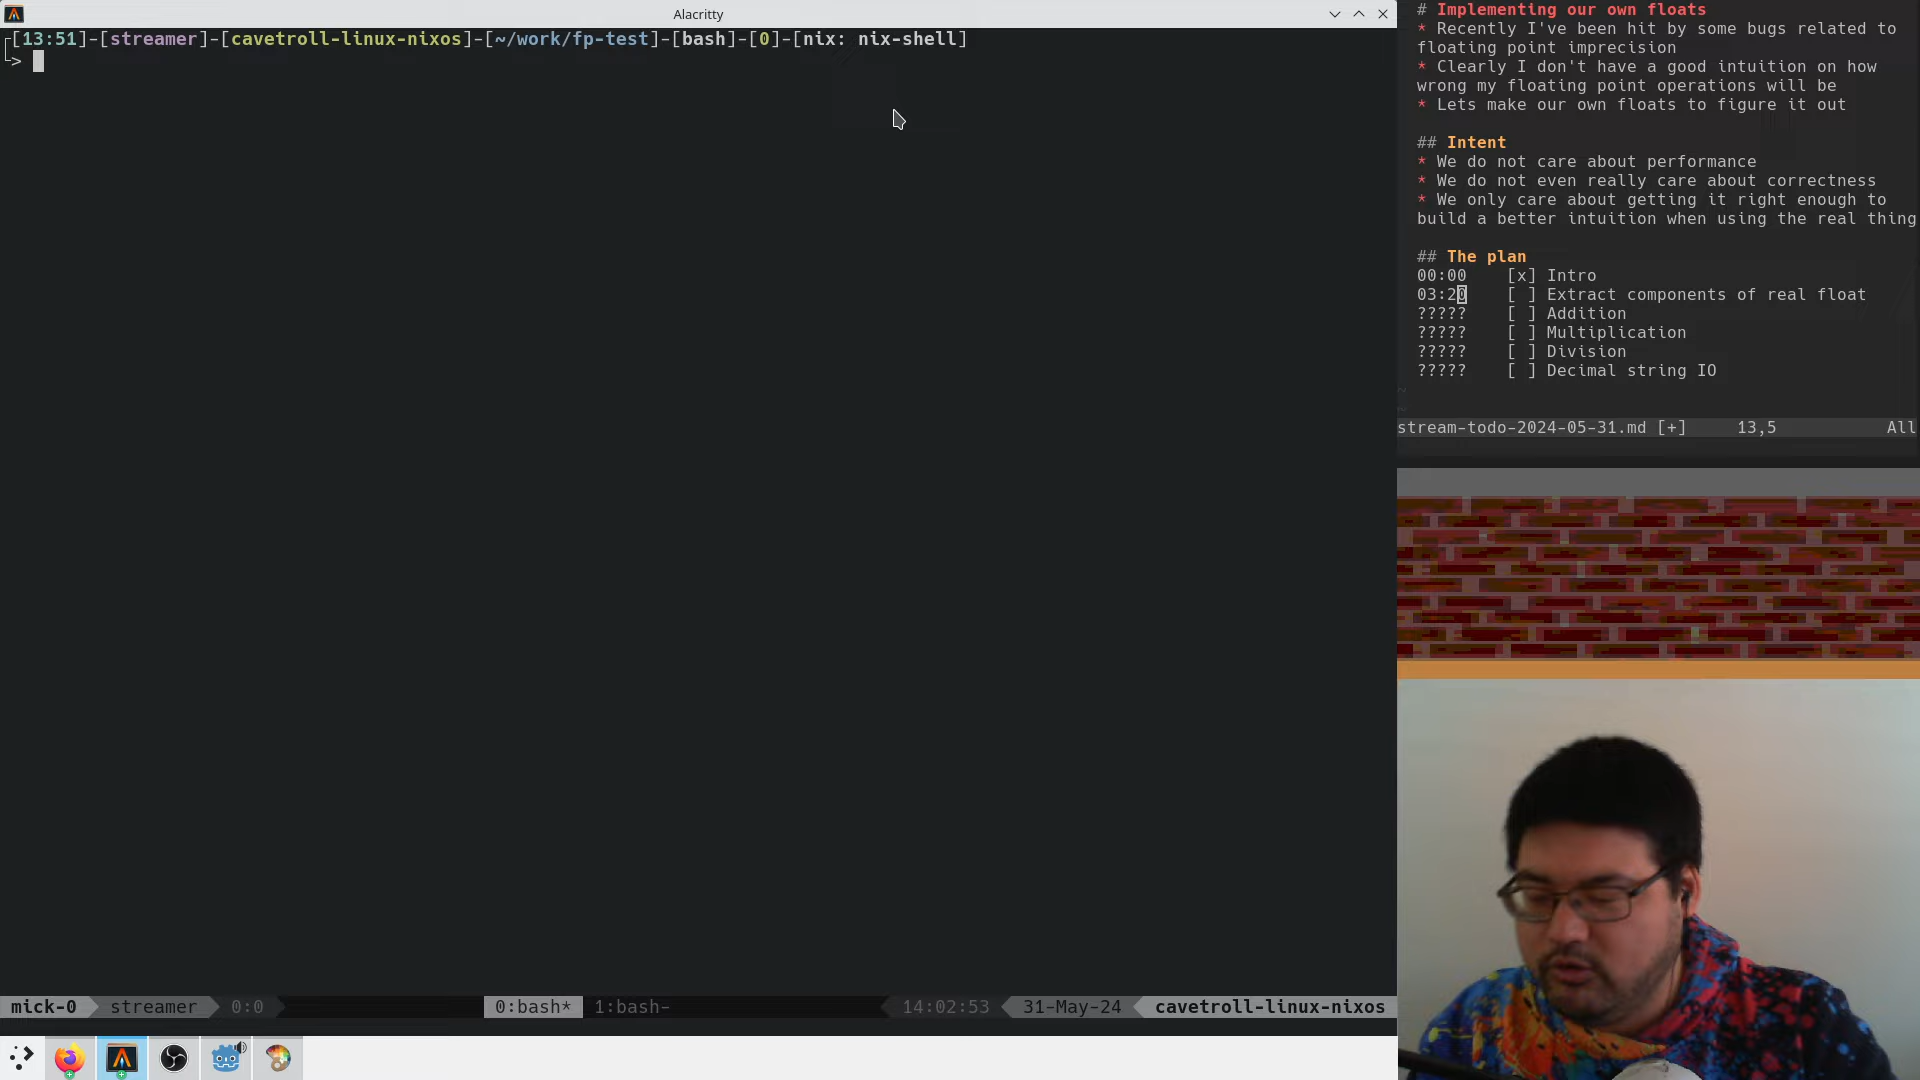 Alacritty
[13:51]-[streamer]-[cavetroll-linux-nixos]-[~/work/fp-test]-[bash]-[0]-[nix: nix-shell]
>
# Implementing our own floats
* Recently I've been hit by some bugs related to
floating point imprecision
* Clearly I don't have a good intuition on how
wrong my floating point operations will be
* Lets make our own floats to figure it out
## Intent
* We do not care about performance
* We do not even really care about correctness
* We only care about getting it right enough to
build a better intuition when using the real thing
## The plan
00:00 [x] Intro
03:20 [ ] Extract components of real float
????? [ ] Addition
????? [ ] Multiplication
????? [ ] Division
????? [ ] Decimal string IO
~
~
stream-todo-2024-05-31.md [+] 13,5 All
mick-0 streamer 0:0 0:bash* 1:bash- 14:02:53 31-May-24 cavetroll-linux-nixos